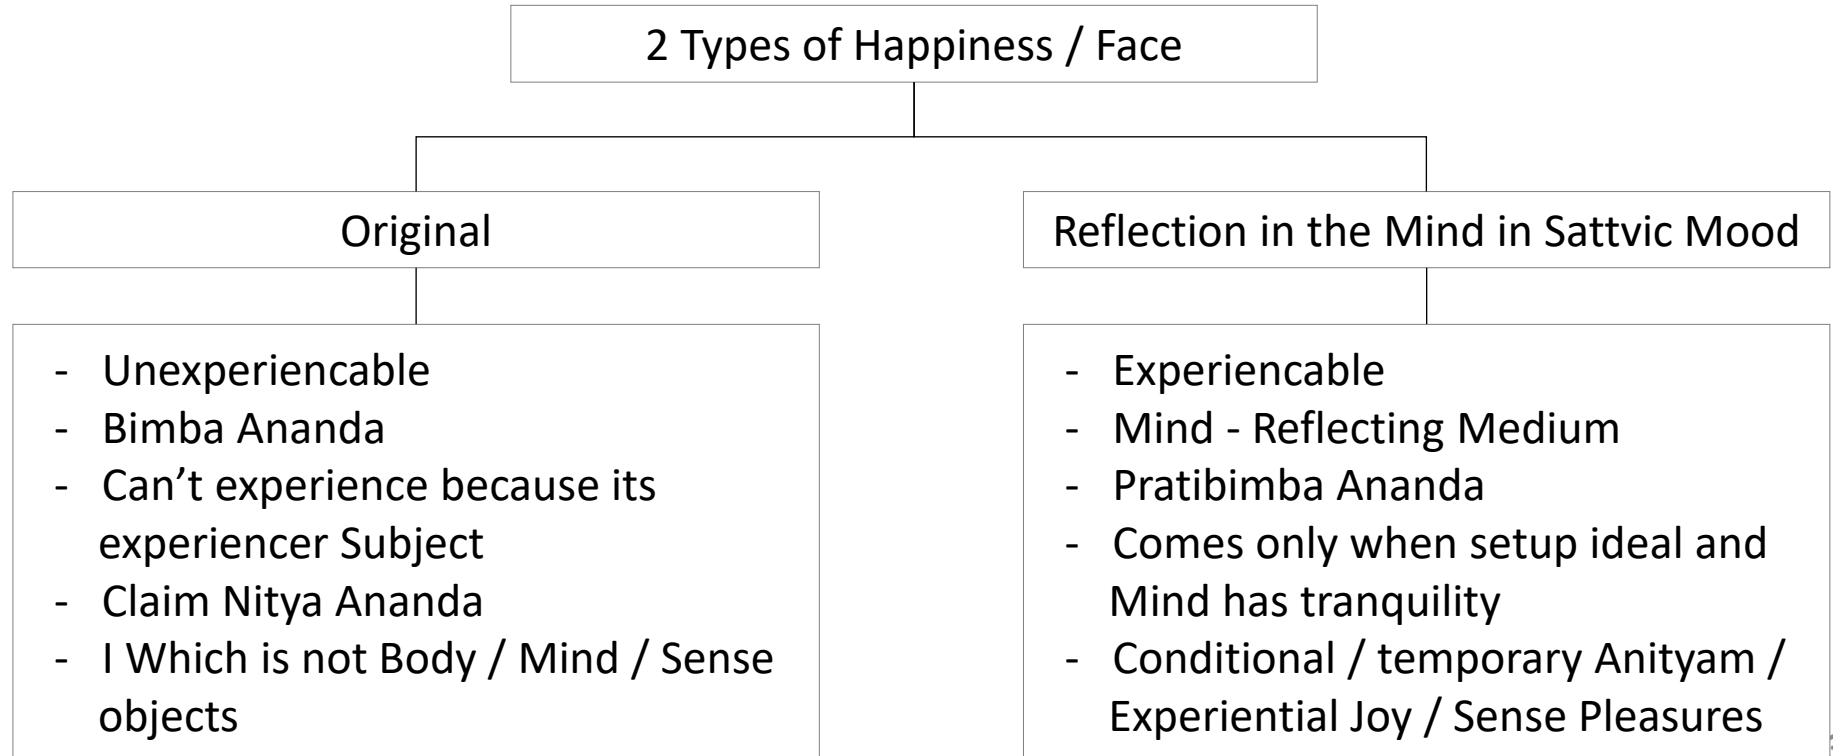 2 Types of Happiness / Face
Original
Reflection in the Mind in Sattvic Mood
- Unexperiencable
- Bimba Ananda
- Can’t experience because its
experiencer Subject
- Claim Nitya Ananda
- I Which is not Body / Mind / Sense
objects
- Experiencable
- Mind - Reflecting Medium
- Pratibimba Ananda
- Comes only when setup ideal and
Mind has tranquility
- Conditional / temporary Anityam /
Experiential Joy / Sense Pleasures